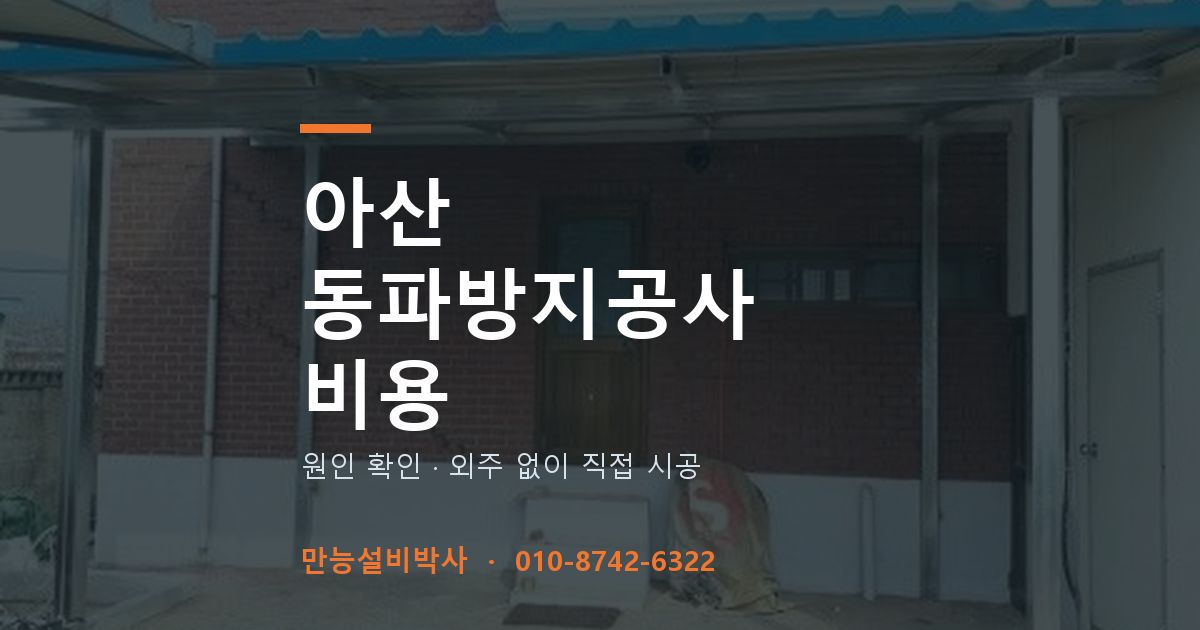 아산
동파방지공사
비용
원인 확인 · 외주 없이 직접 시공
만능설비박사 · 010-8742-6322